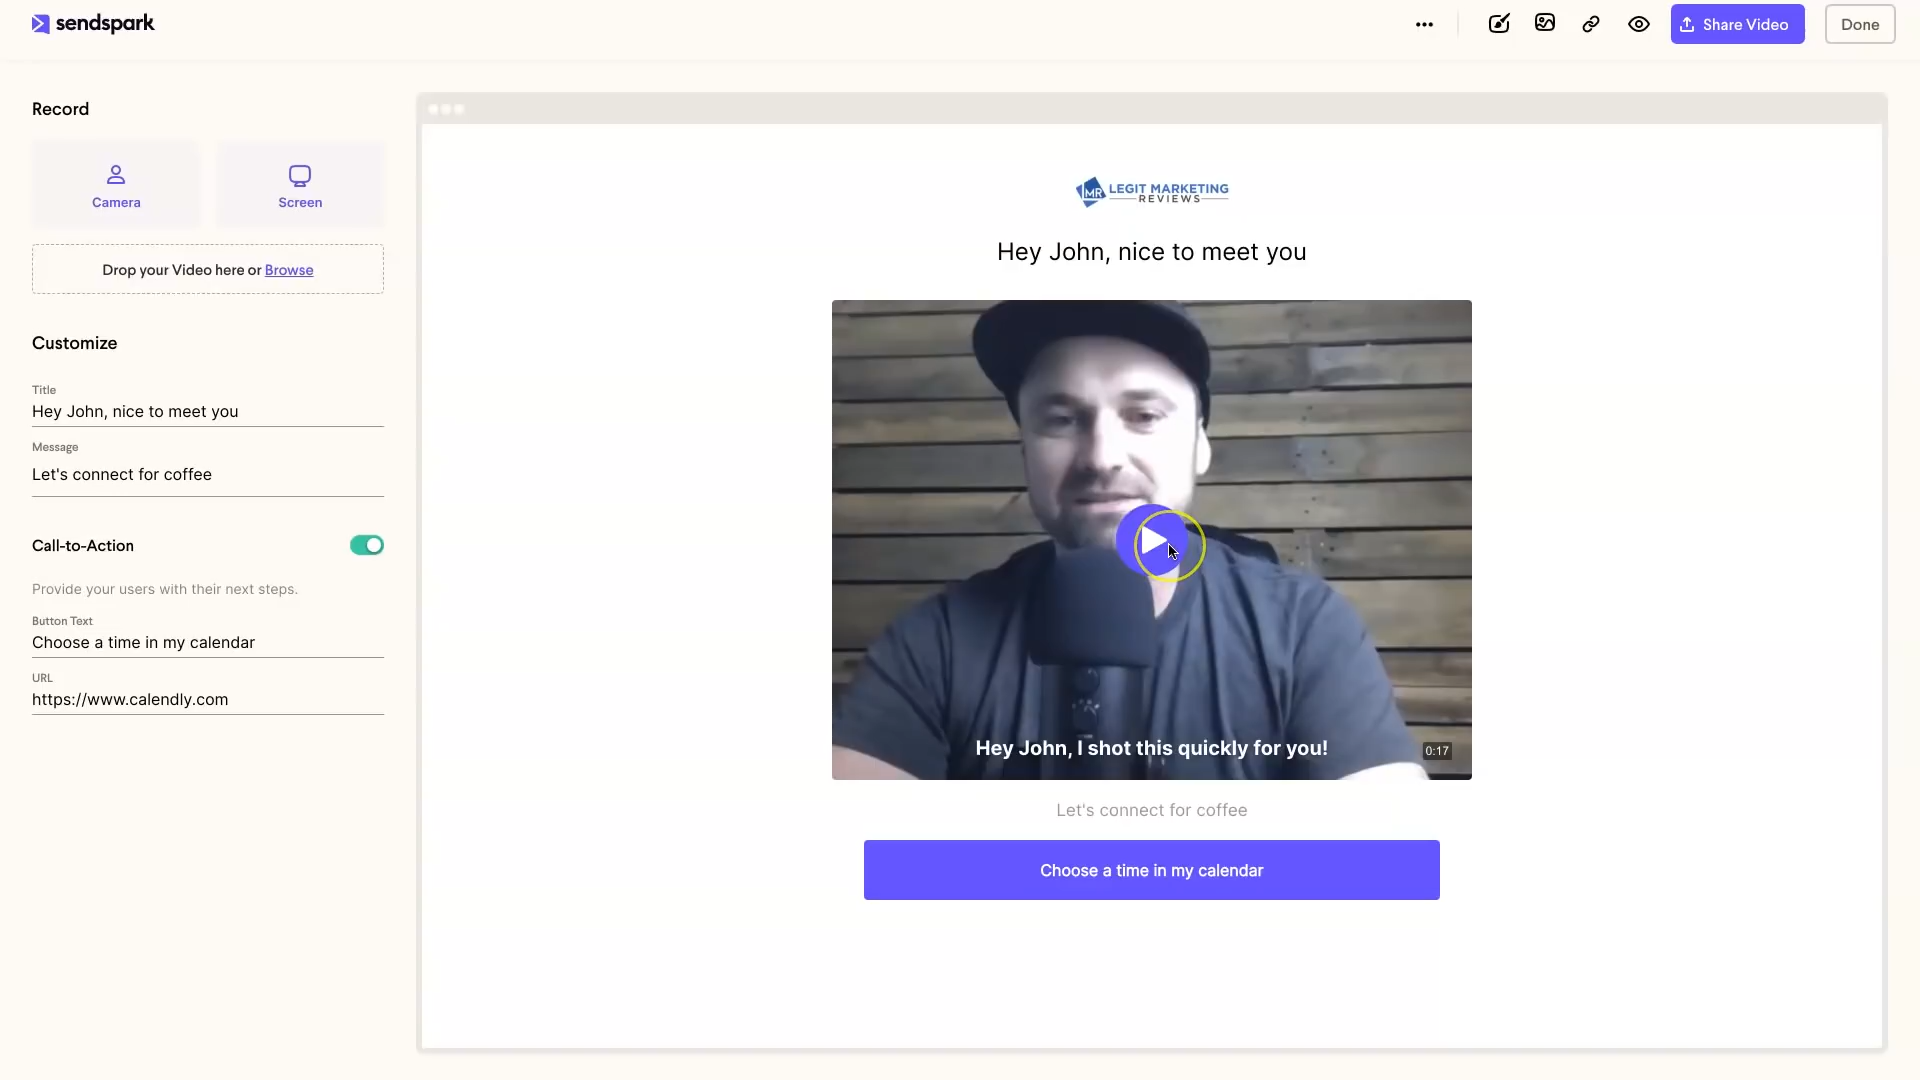 sendspark
Share Video
Done
Record
Camera
Screen
Drop your Video here or Browse
Customize
Title
Hey John, nice to meet you
Message
Let's connect for coffee
Call-to-Action
Provide your users with their next steps.
Button Text
Choose a time in my calendar
URL
https://www.calendly.com
MR LEGIT MARKETING
REVIEWS
Hey John, nice to meet you
Hey John, I shot this quickly for you!
0:17
Let's connect for coffee
Choose a time in my calendar